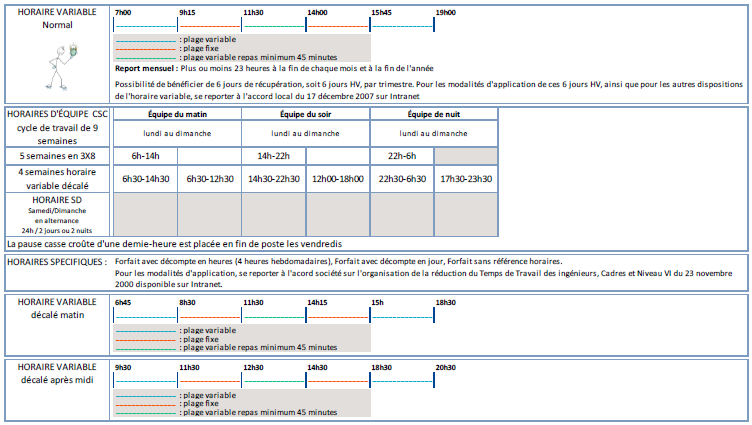 HORAIRE VARIABLE
Normal
7h00 9h15 11h30 14h00 15h45 19h00
: plage variable
: plage fixe
: plage variable repas minimum 45 minutes
Report mensuel : Plus ou moins 23 heures à la fin de chaque mois et à la fin de l'année
Possibilité de bénéficier de 6 jours de récupération, soit 6 jours HV, par trimestre. Pour les modalités d'application de ces 6 jours HV, ainsi que pour les autres dispositions
de l'horaire variable, se reporter à l'accord local du 17 décembre 2007 sur Intranet
HORAIRES D'ÉQUIPE CSC
cycle de travail de 9
semaines
Équipe du matin Équipe du soir Équipe de nuit
lundi au dimanche lundi au dimanche lundi au dimanche
5 semaines en 3X8 6h-14h 14h-22h 22h-6h
4 semaines horaire
variable décalé
6h30-14h30 6h30-12h30 14h30-22h30 12h00-18h00 22h30-6h30 17h30-23h30
HORAIRE SD
Samedi/Dimanche
en alternance
24h / 2 jours ou 2 nuits
La pause casse croûte d'une demie-heure est placée en fin de poste les vendredis
HORAIRES SPECIFIQUES : Forfait avec décompte en heures (4 heures hebdomadaires), Forfait avec décompte en jour, Forfait sans référence horaires.
Pour les modalités d'application, se reporter à l'acord société sur l'organisation de la réduction du Temps de Travail des ingénieurs, Cadres et Niveau VI du 23 novembre
2000 disponible sur Intranet.
HORAIRE VARIABLE
décalé matin
6h45 8h30 11h30 14h15 15h 18h30
: plage variable
: plage fixe
: plage variable repas minimum 45 minutes
HORAIRE VARIABLE
décalé après midi
9h30 11h30 12h30 14h30 18h30 20h30
: plage variable
: plage fixe
: plage variable repas minimum 45 minutes